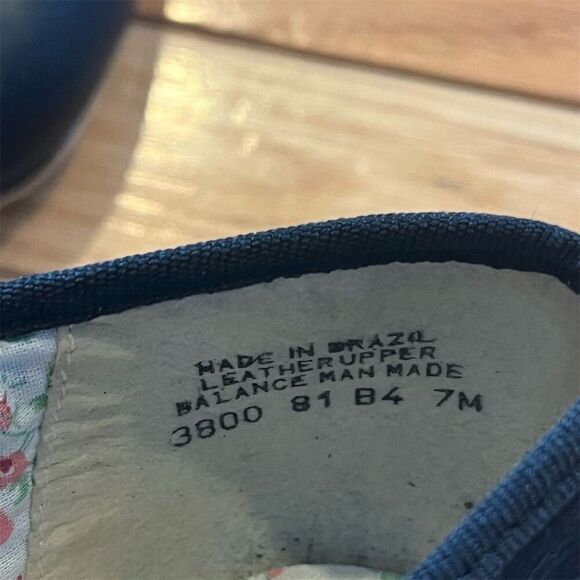 MADE IN BRAZIL
LEATHER UPPER
BALANCE MAN MADE
3800 81 B4 7M